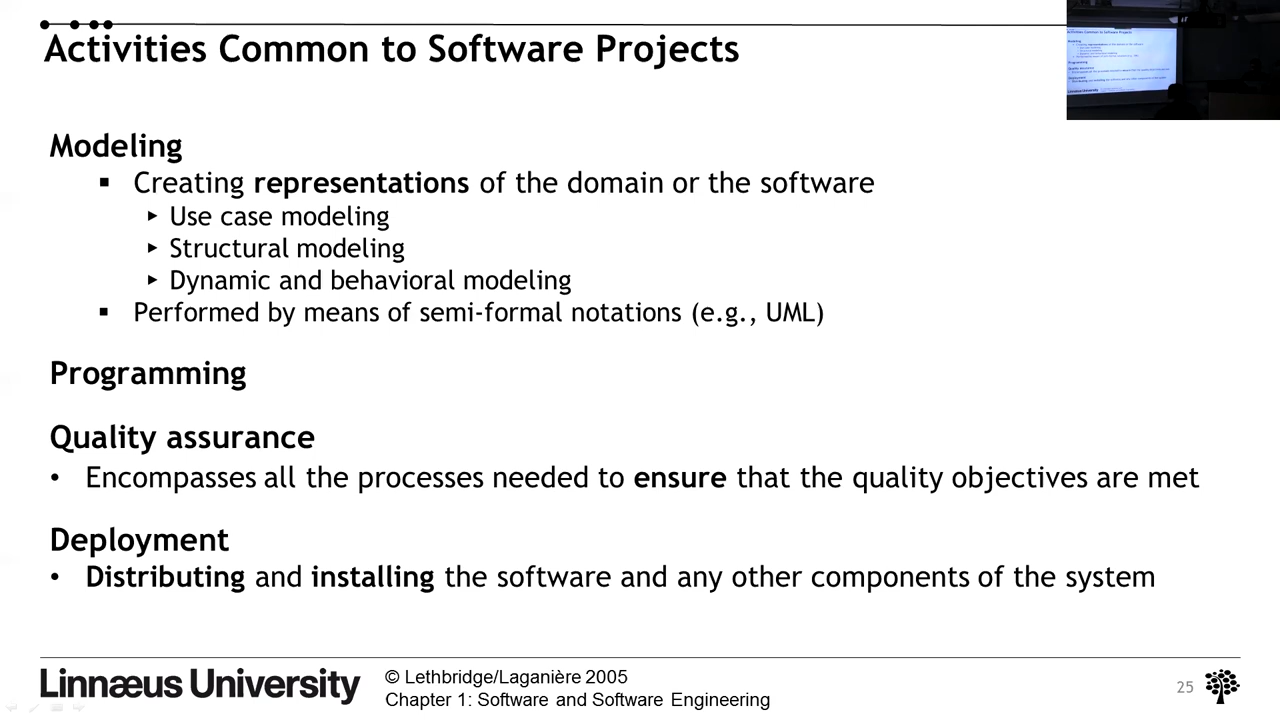 Activities Common to Software Projects
Modeling
▪ Creating representations of the domain or the software
▸ Use case modeling
▸ Structural modeling
▸ Dynamic and behavioral modeling
▪ Performed by means of semi-formal notations (e.g., UML)
Programming
Quality assurance
• Encompasses all the processes needed to ensure that the quality objectives are met
Deployment
• Distributing and installing the software and any other components of the system
Linnæus University
© Lethbridge/Laganière 2005
Chapter 1: Software and Software Engineering
25